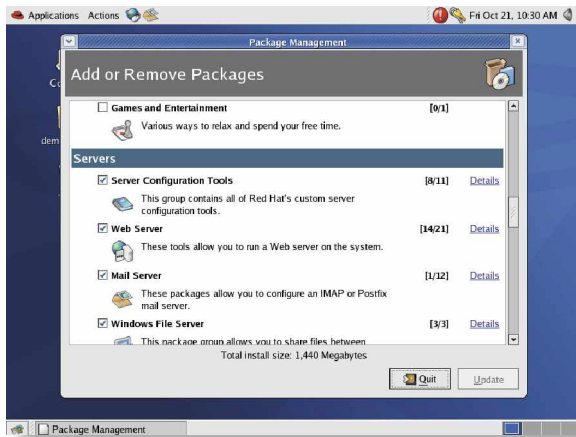 Applications Actions Fri Oct 21, 10:30 AM
Package Management
Add or Remove Packages
Games and Entertainment [0/1]
Various ways to relax and spend your free time.
Servers
Server Configuration Tools [8/11] Details
This group contains all of Red Hat's custom server
configuration tools.
Web Server [14/21] Details
These tools allow you to run a Web server on the system.
Mail Server [1/12] Details
These packages allow you to configure an IMAP or Postfix
mail server.
Windows File Server [3/3] Details
This package group allows you to share files between
Total install size: 1,440 Megabytes
Quit Update
Package Management